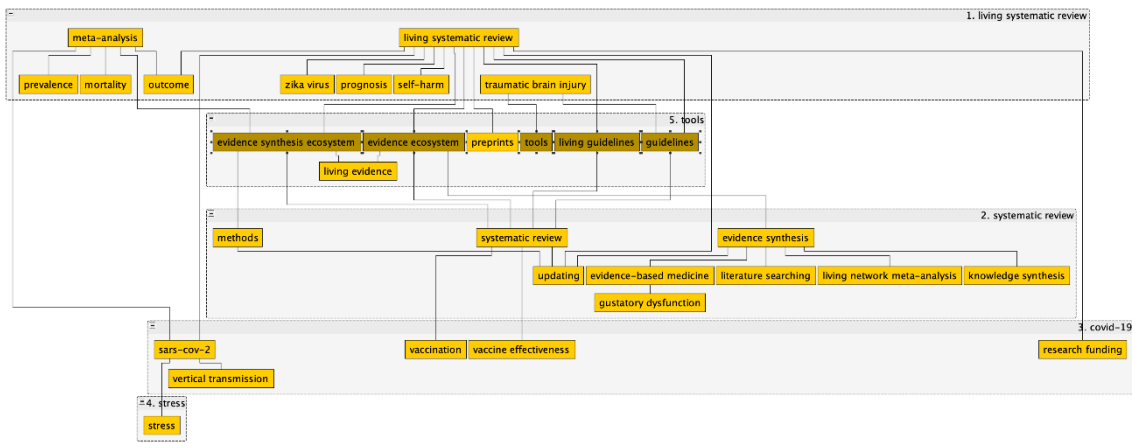 1. living systematic review
meta-analysis
living systematic review
prevalence
mortality
outcome
zika virus
prognosis
self-harm
traumatic brain injury
5. tools
evidence synthesis ecosystem
evidence ecosystem
preprints
tools
living guidelines
guidelines
living evidence
2. systematic review
methods
systematic review
evidence synthesis
updating
evidence-based medicine
literature searching
living network meta-analysis
knowledge synthesis
gustatory dysfunction
3. covid-19
sars-cov-2
vaccination
vaccine effectiveness
research funding
vertical transmission
4. stress
stress